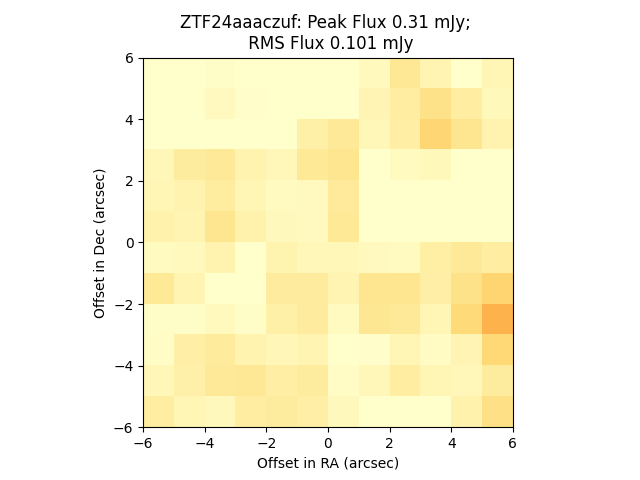 ZTF24aaaczuf: Peak Flux 0.31 mJy;
RMS Flux 0.101 mJy
6
4
2
0
−2
−4
−6
Offset in Dec (arcsec)
−6 −4 −2 0 2 4 6
Offset in RA (arcsec)